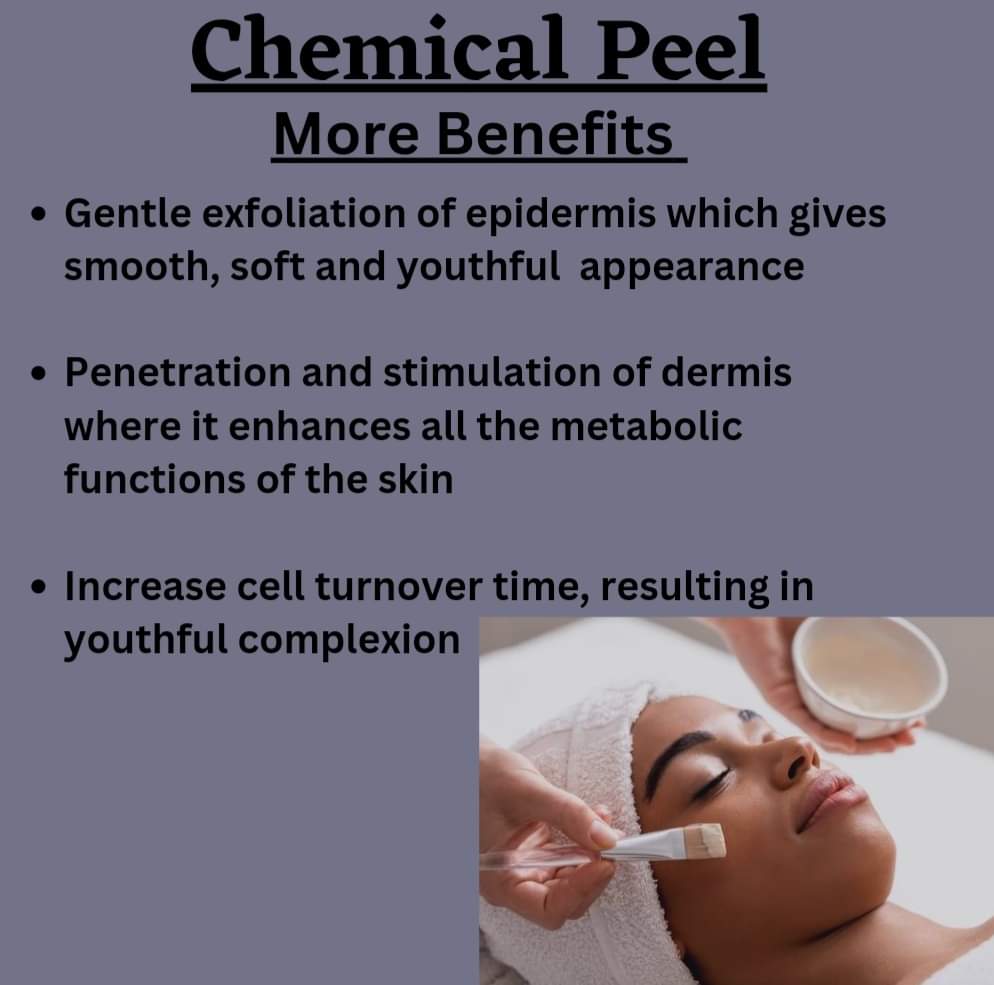 Chemical Peel
More Benefits
• Gentle exfoliation of epidermis which gives
smooth, soft and youthful  appearance
• Penetration and stimulation of dermis
where it enhances all the metabolic
functions of the skin
• Increase cell turnover time, resulting in
youthful complexion